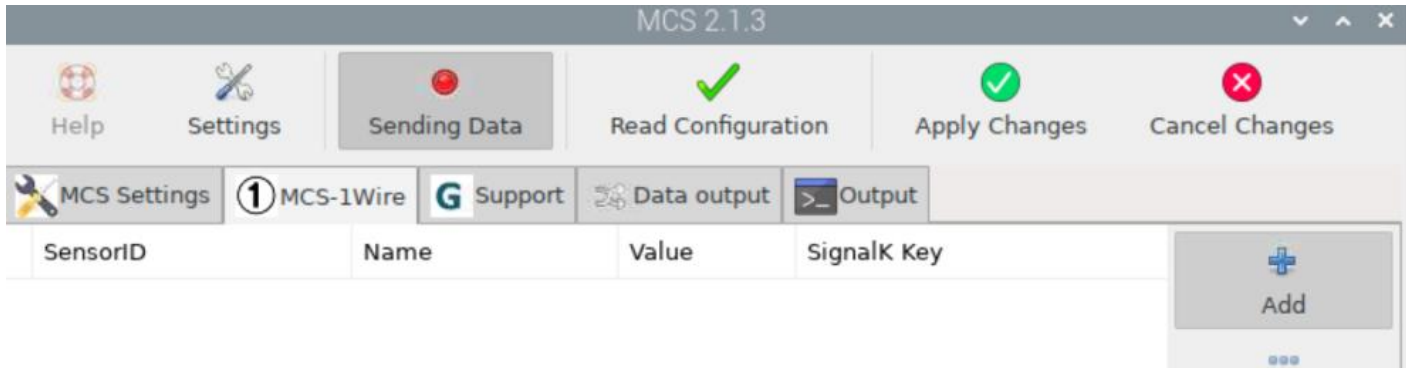 MCS 2.1.3
Help Settings Sending Data Read Configuration Apply Changes Cancel Changes
MCS Settings ① MCS-1Wire G Support Data output >_ Output
SensorID Name Value SignalK Key
Add